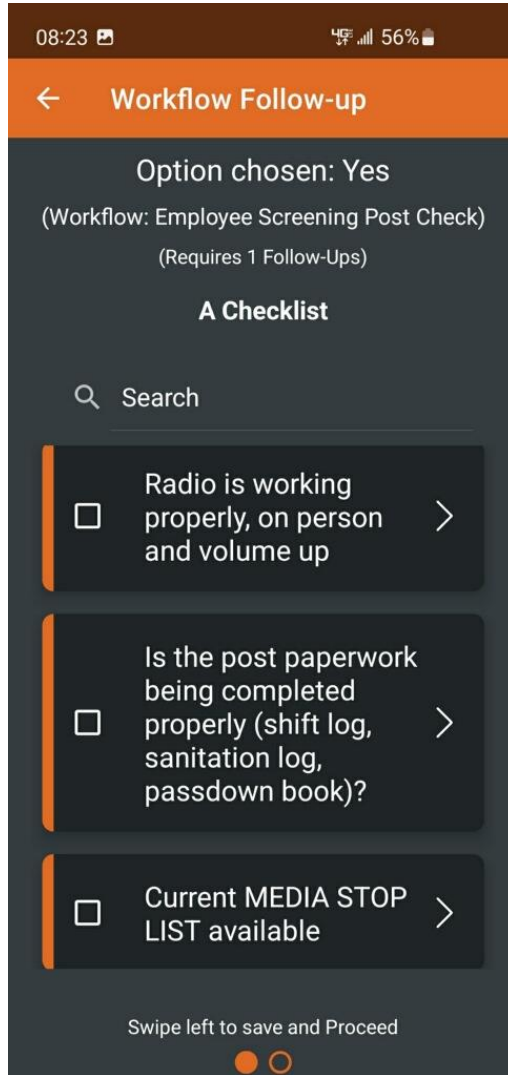 08:23 56%
Workflow Follow-up
Option chosen: Yes
(Workflow: Employee Screening Post Check)
(Requires 1 Follow-Ups)
A Checklist
Search
Radio is working
properly, on person
and volume up
Is the post paperwork
being completed
properly (shift log,
sanitation log,
passdown book)?
Current MEDIA STOP
LIST available
Swipe left to save and Proceed